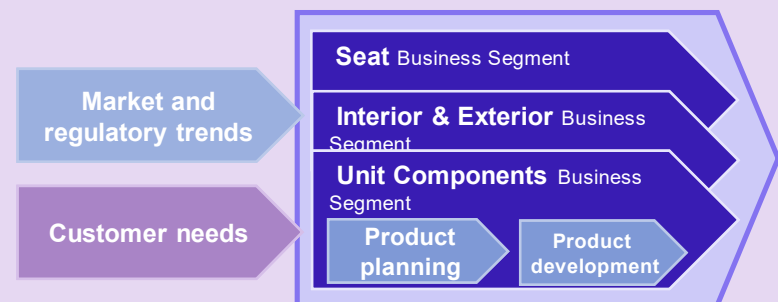 Seat Business Segment
Market and
regulatory trends
Interior & Exterior Business
Segment
Unit Components Business
Segment
Customer needs
Product
planning
Product
development